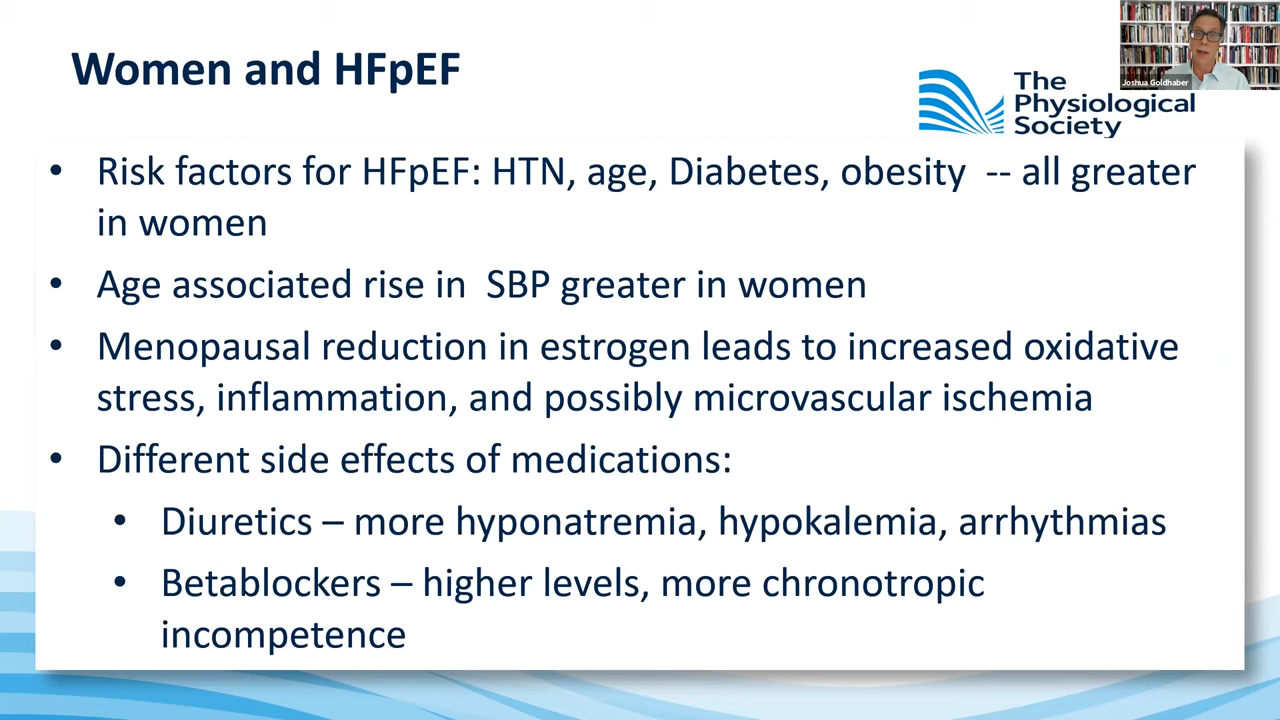 Women and HFpEF
The
Physiological
Society
Joshua Goldhaber
• Risk factors for HFpEF: HTN, age, Diabetes, obesity -- all greater
in women
• Age associated rise in SBP greater in women
• Menopausal reduction in estrogen leads to increased oxidative
stress, inflammation, and possibly microvascular ischemia
• Different side effects of medications:
• Diuretics – more hyponatremia, hypokalemia, arrhythmias
• Betablockers – higher levels, more chronotropic
incompetence